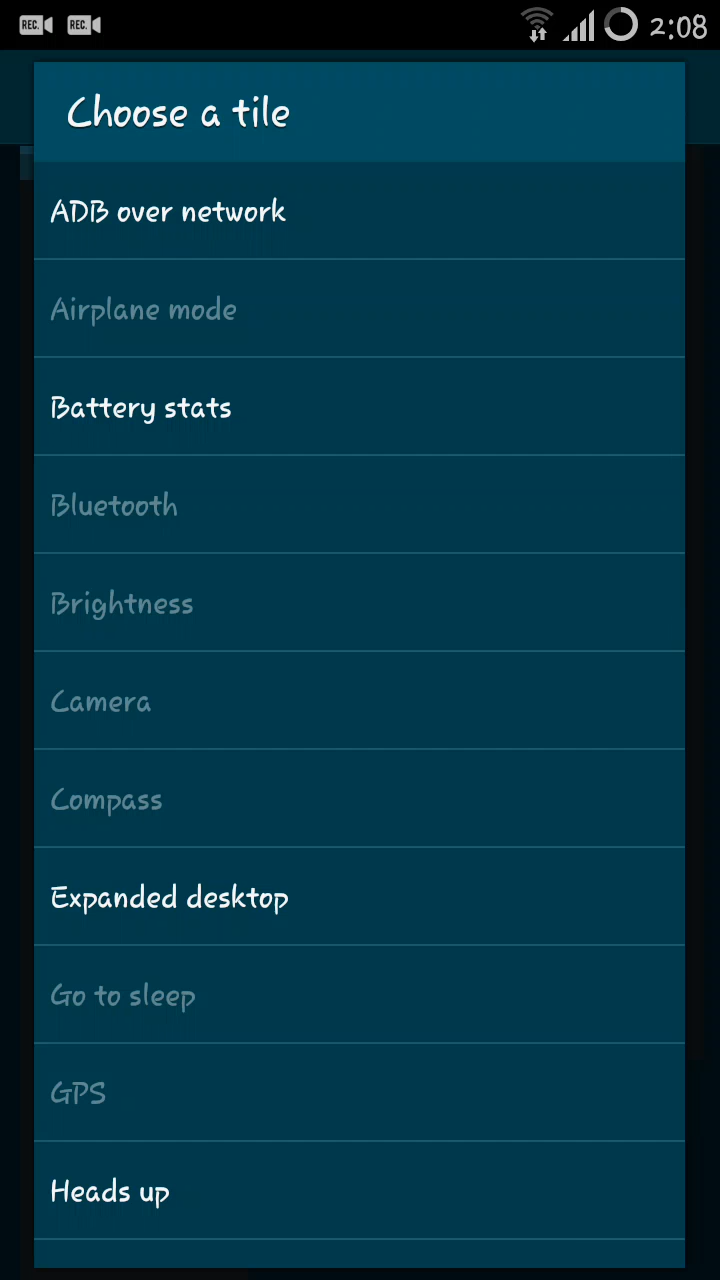 REC. REC. 2:08
Choose a tile
ADB over network
Airplane mode
Battery stats
Bluetooth
Brightness
Camera
Compass
Expanded desktop
Go to sleep
GPS
Heads up